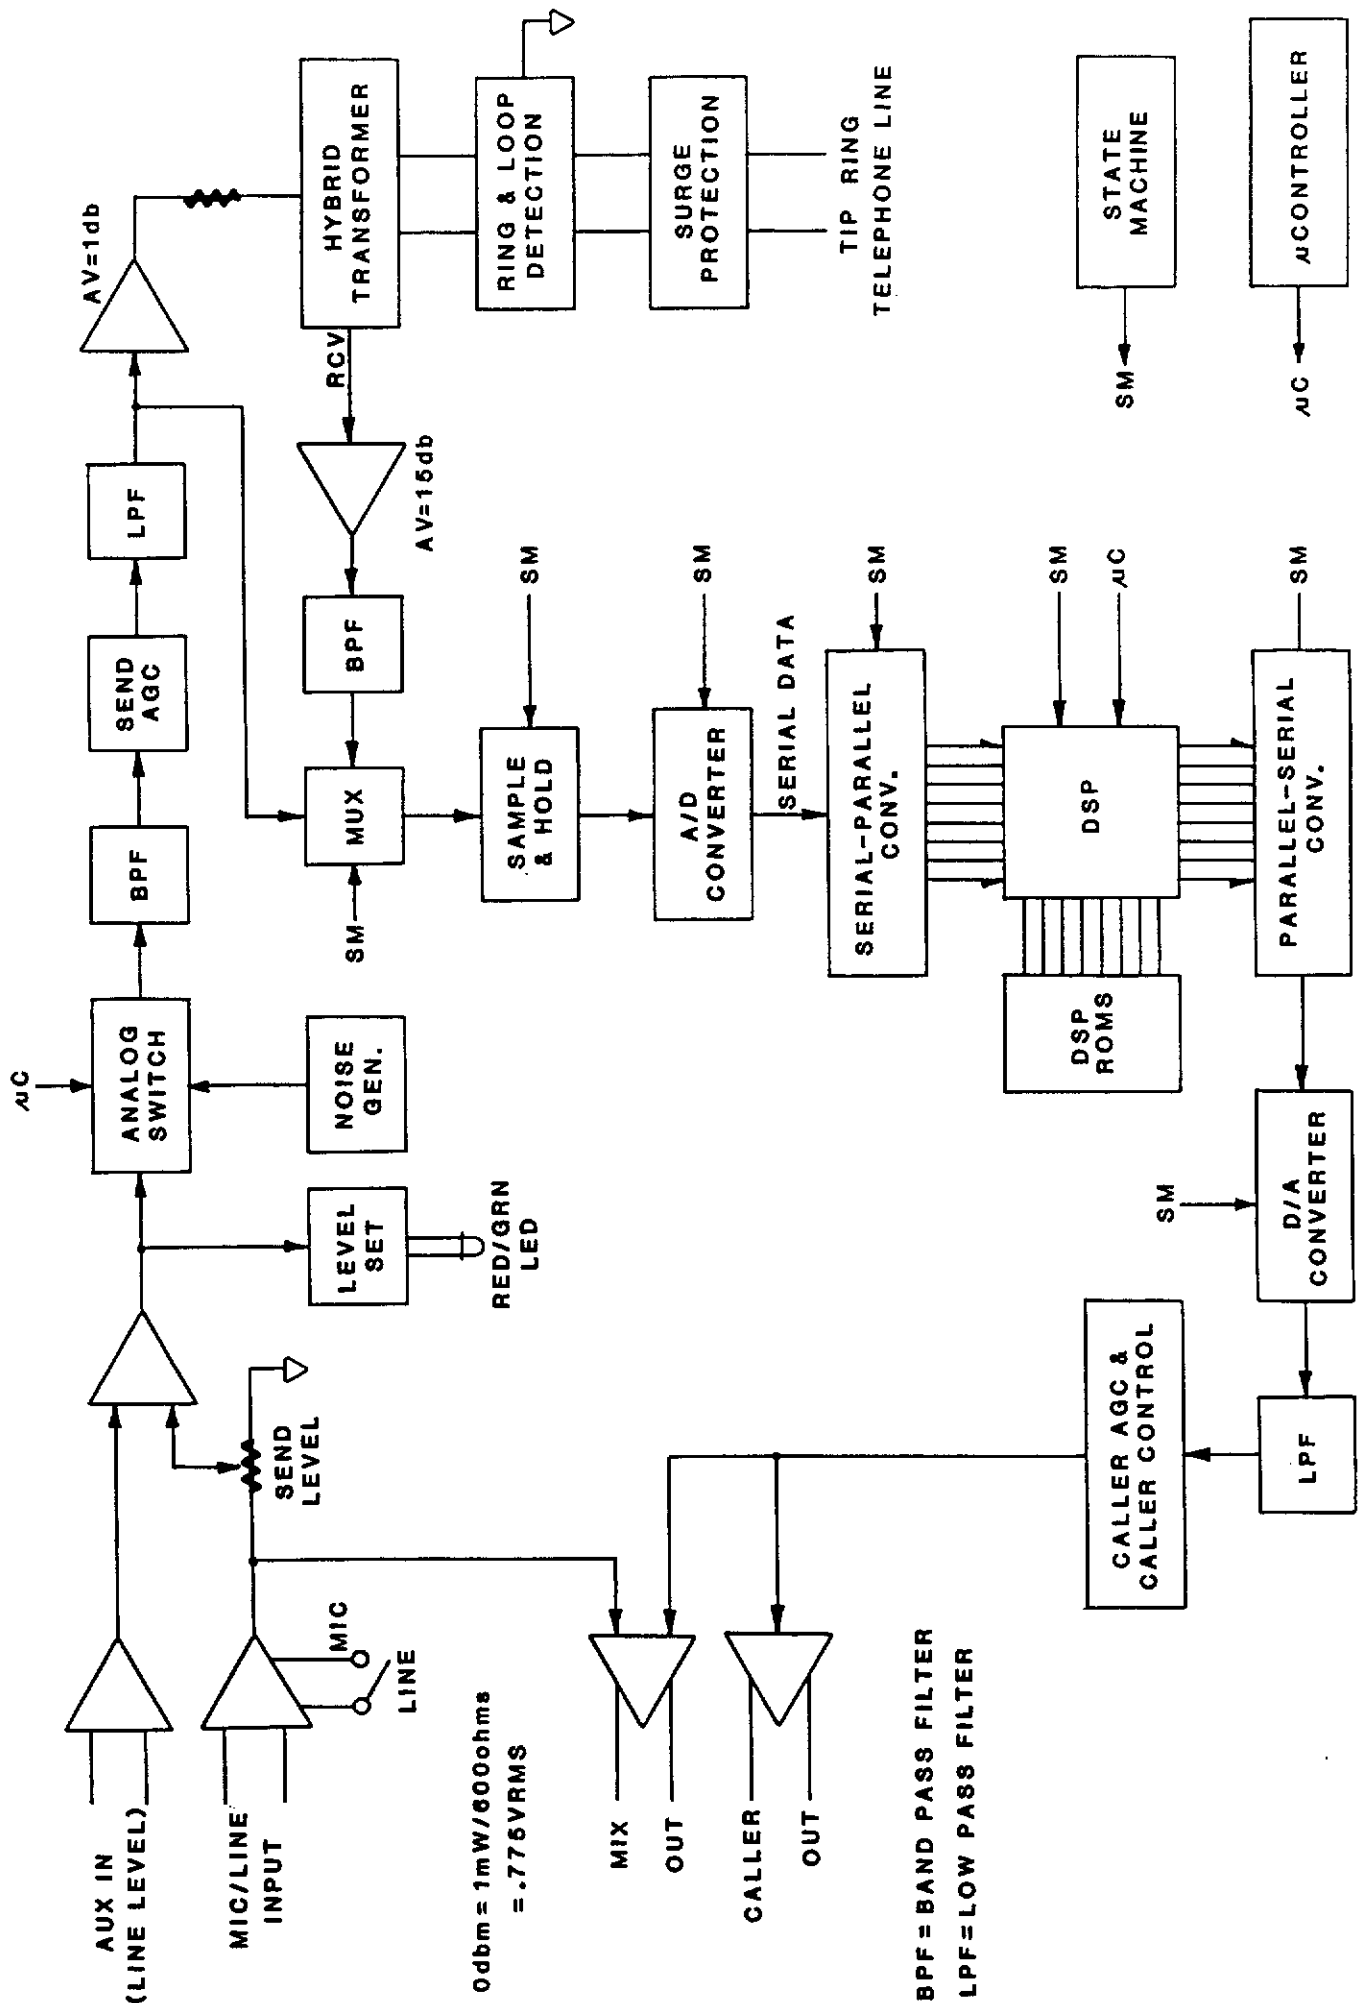 AUX IN
(LINE LEVEL)
MIC/LINE
INPUT
MIC
LINE
SEND
LEVEL
LEVEL
SET
RED/GRN
LED
µC
ANALOG
SWITCH
NOISE
GEN.
BPF
SEND
AGC
LPF
AV=1db
HYBRID
TRANSFORMER
RCV
AV=15db
BPF
MUX
SM
RING & LOOP
DETECTION
SURGE
PROTECTION
TIP RING
TELEPHONE LINE
SAMPLE
& HOLD
SM
A/D
CONVERTER
SM
SERIAL DATA
SERIAL-PARALLEL
CONV.
SM
DSP
SM
µC
DSP
ROMS
PARALLEL-SERIAL
CONV.
SM
D/A
CONVERTER
SM
LPF
CALLER AGC &
CALLER CONTROL
MIX
OUT
CALLER
OUT
STATE
MACHINE
SM
µCONTROLLER
µC
0dbm = 1mW/600ohms
= .775VRMS
BPF = BAND PASS FILTER
LPF = LOW PASS FILTER